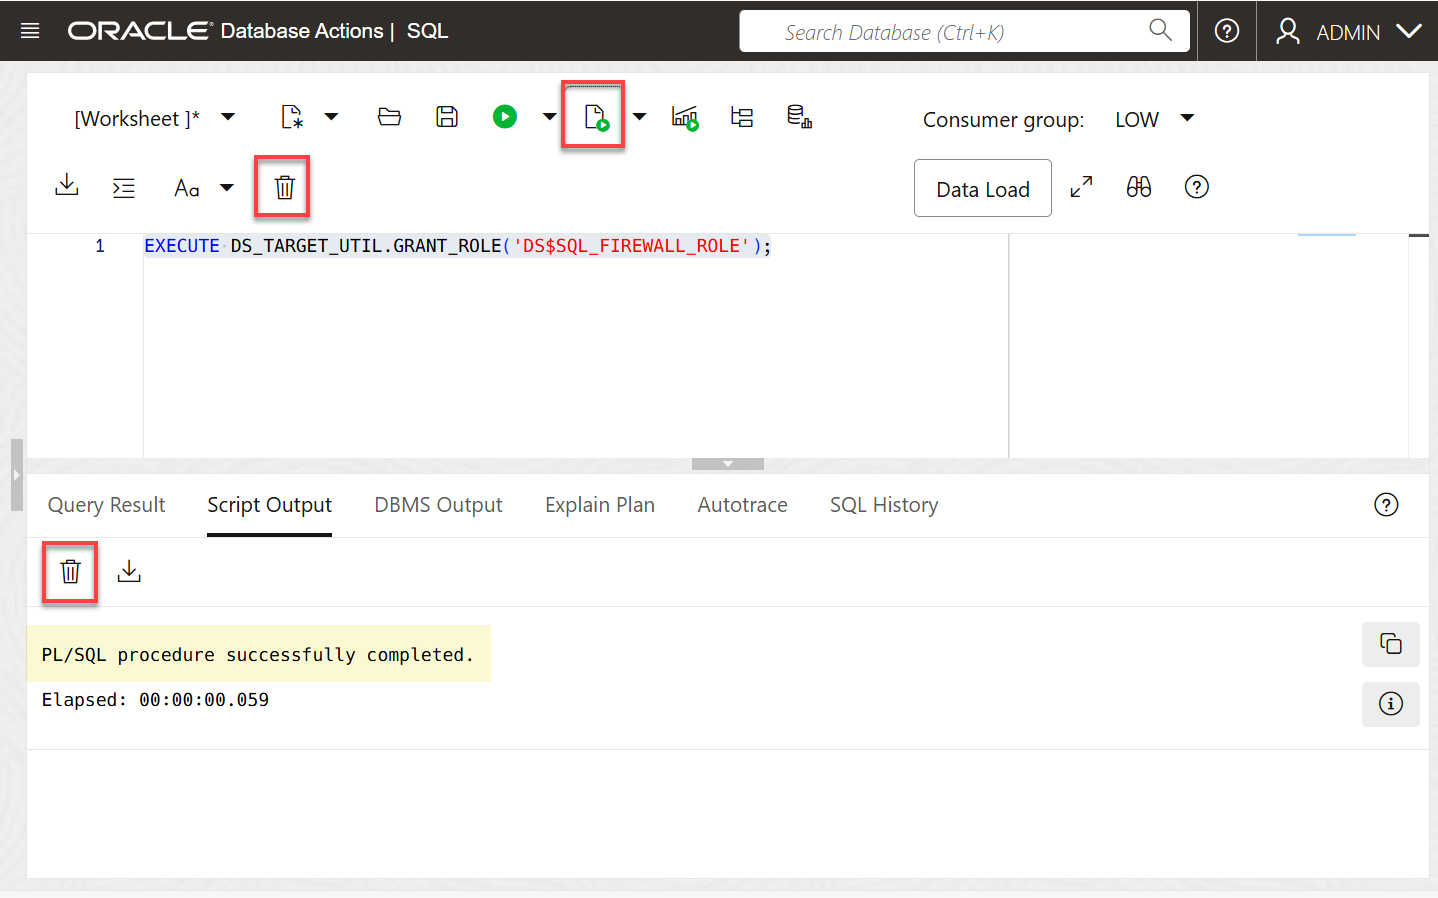 ORACLE Database Actions | SQL
Search Database (Ctrl+K)
ADMIN
[Worksheet ]*
Consumer group: LOW
Aa
Data Load
1 EXECUTE DS_TARGET_UTIL.GRANT_ROLE('DS$SQL_FIREWALL_ROLE');
Query Result Script Output DBMS Output Explain Plan Autotrace SQL History
PL/SQL procedure successfully completed.
Elapsed: 00:00:00.059